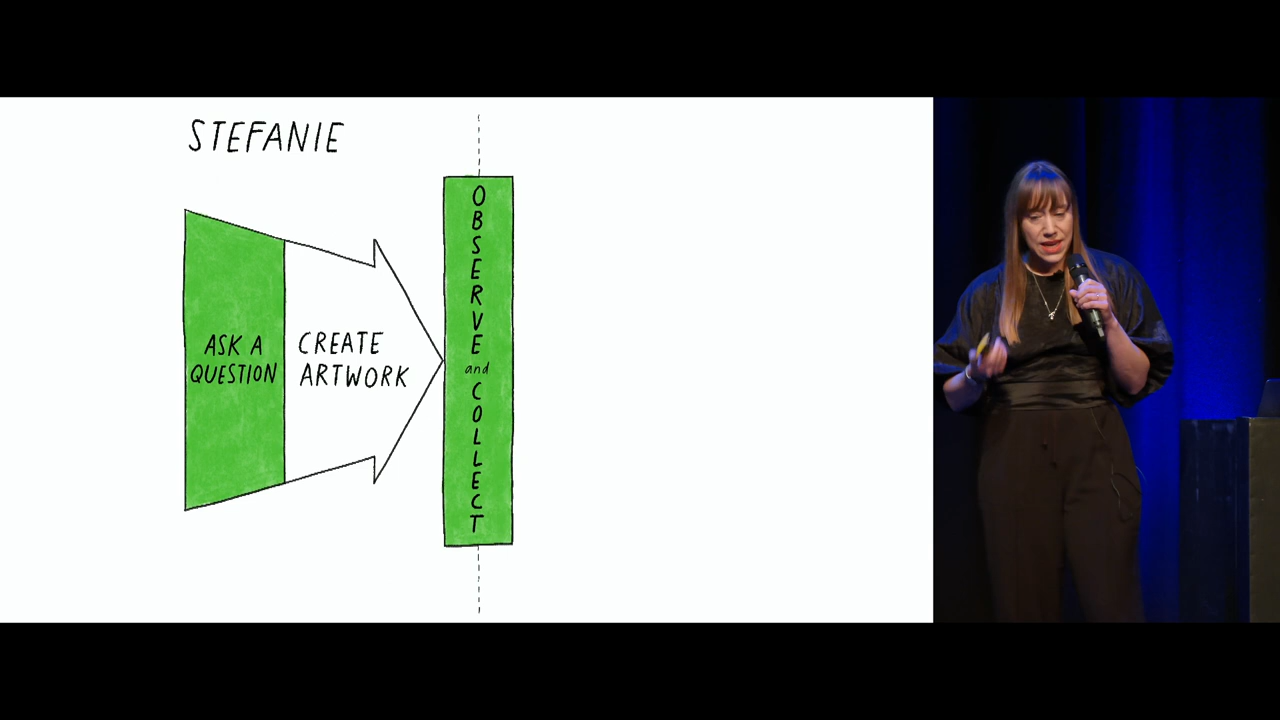 STEFANIE
ASK A
QUESTION
CREATE
ARTWORK
OBSERVE
and
COLLECT